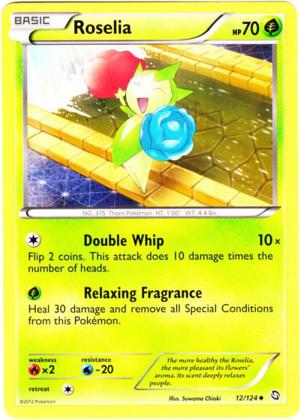 BASIC
Roselia
HP 70
NO. 315 Thorn Pokémon HT. 1'00" WT. 4.4 lbs.
Double Whip 10×
Flip 2 coins. This attack does 10 damage times
the number of heads.
Relaxing Fragrance
Heal 30 damage and remove all Special Conditions
from this Pokémon.
weakness
×2
resistance
-20
retreat
The more healthy the Roselia,
the more pleasant its flowers'
aroma. Its scent deeply relaxes
people.
©2012 Pokémon
Illus. Suwama Chiaki
12/124